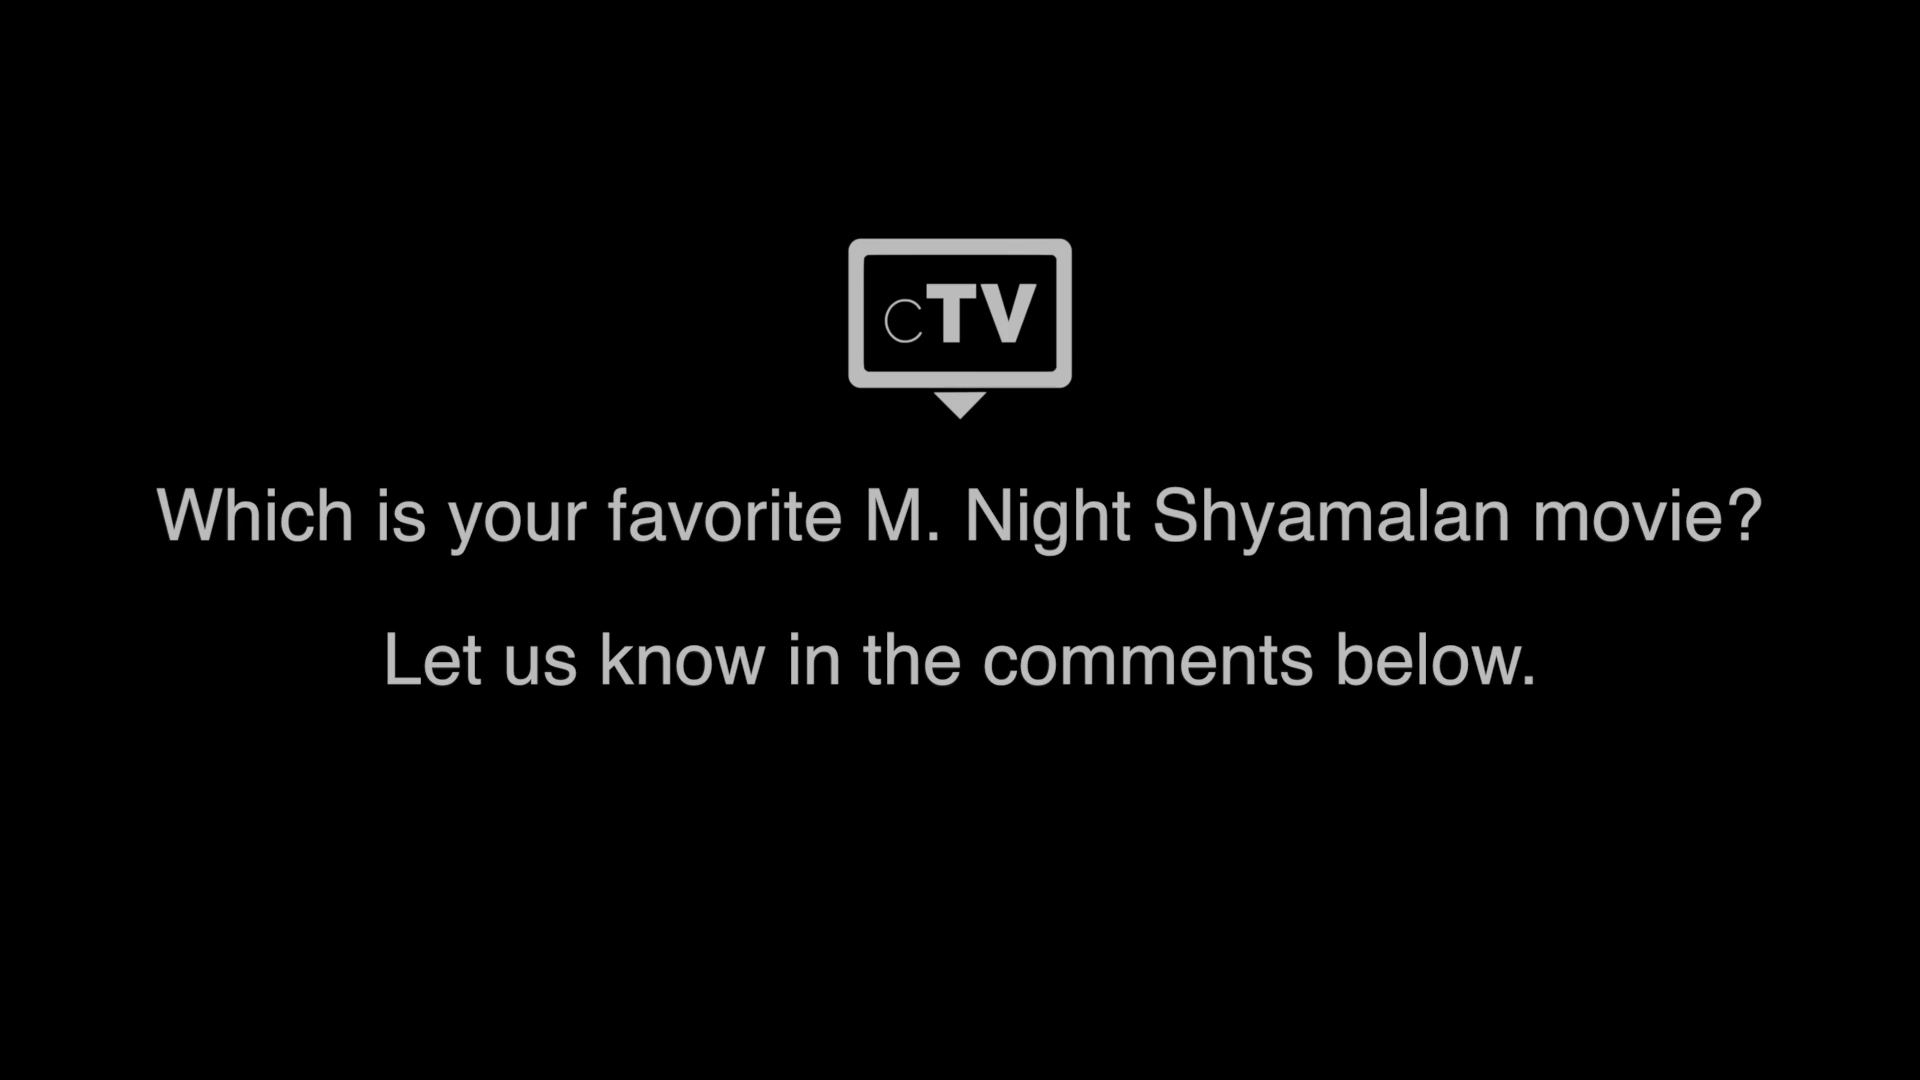 cTV
Which is your favorite M. Night Shyamalan movie?
Let us know in the comments below.